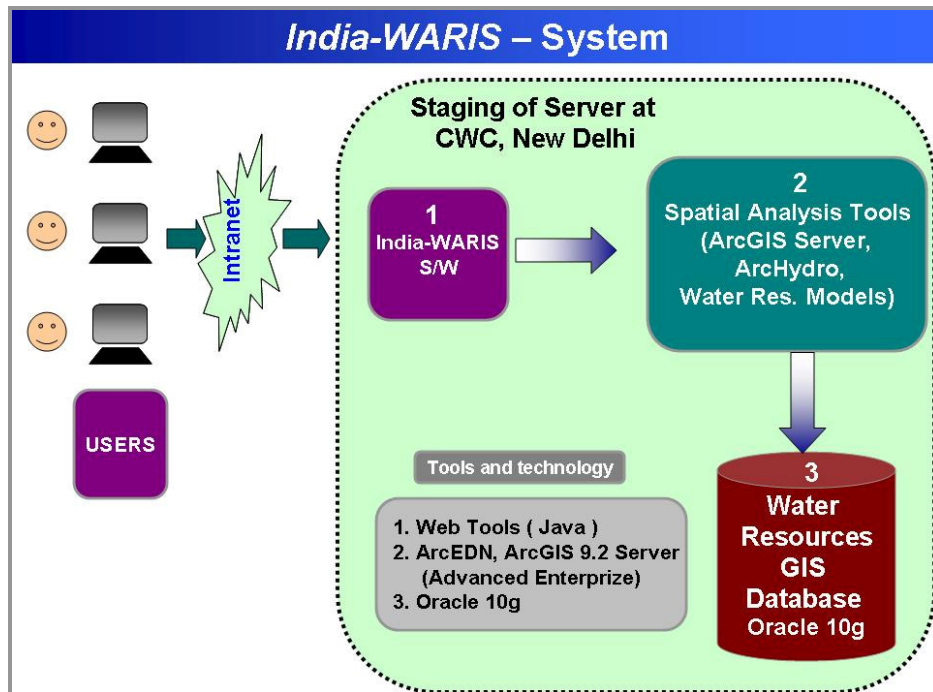 India-WARIS – System
Staging of Server at
CWC, New Delhi
Intranet
1
India-WARIS
S/W
2
Spatial Analysis Tools
(ArcGIS Server,
ArcHydro,
Water Res. Models)
USERS
Tools and technology
1. Web Tools ( Java )
2. ArcEDN, ArcGIS 9.2 Server
(Advanced Enterprize)
3. Oracle 10g
3
Water
Resources
GIS
Database
Oracle 10g